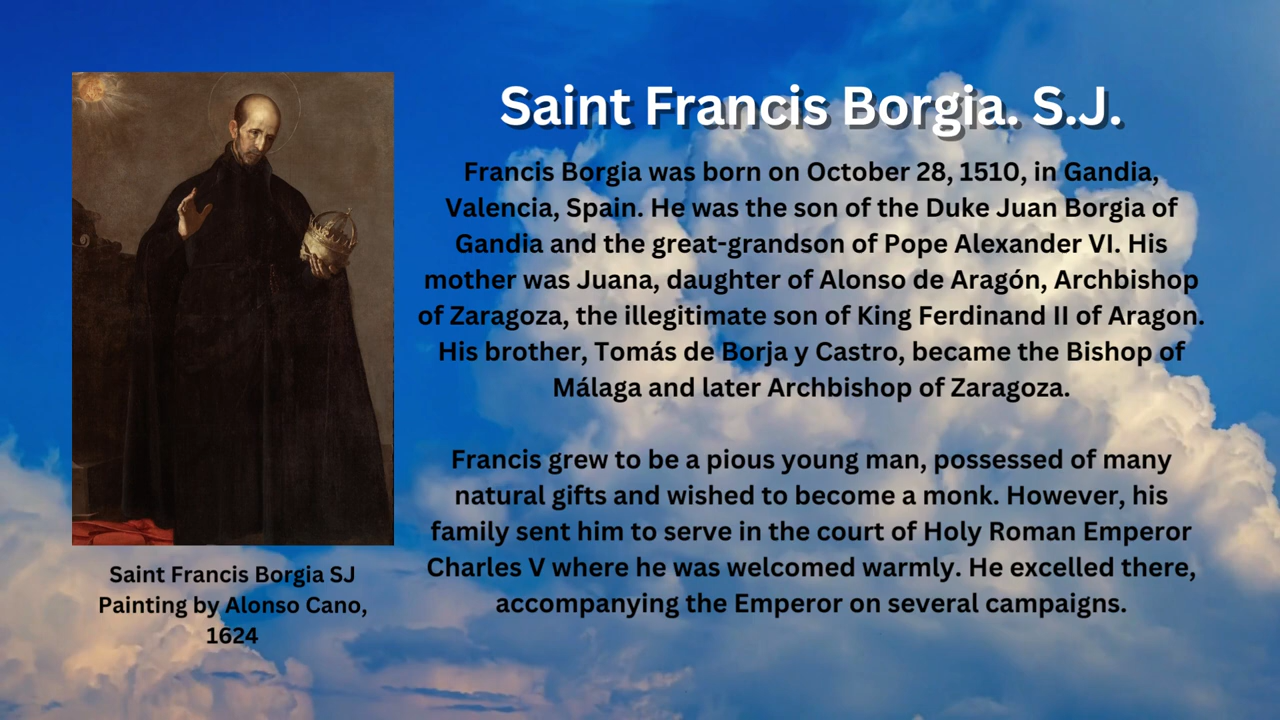 Saint Francis Borgia. S.J.
Francis Borgia was born on October 28, 1510, in Gandia,
Valencia, Spain. He was the son of the Duke Juan Borgia of
Gandia and the great-grandson of Pope Alexander VI. His
mother was Juana, daughter of Alonso de Aragón, Archbishop
of Zaragoza, the illegitimate son of King Ferdinand II of Aragon.
His brother, Tomás de Borja y Castro, became the Bishop of
Málaga and later Archbishop of Zaragoza.
Francis grew to be a pious young man, possessed of many
natural gifts and wished to become a monk. However, his
family sent him to serve in the court of Holy Roman Emperor
Charles V where he was welcomed warmly. He excelled there,
accompanying the Emperor on several campaigns.
Saint Francis Borgia SJ
Painting by Alonso Cano,
1624